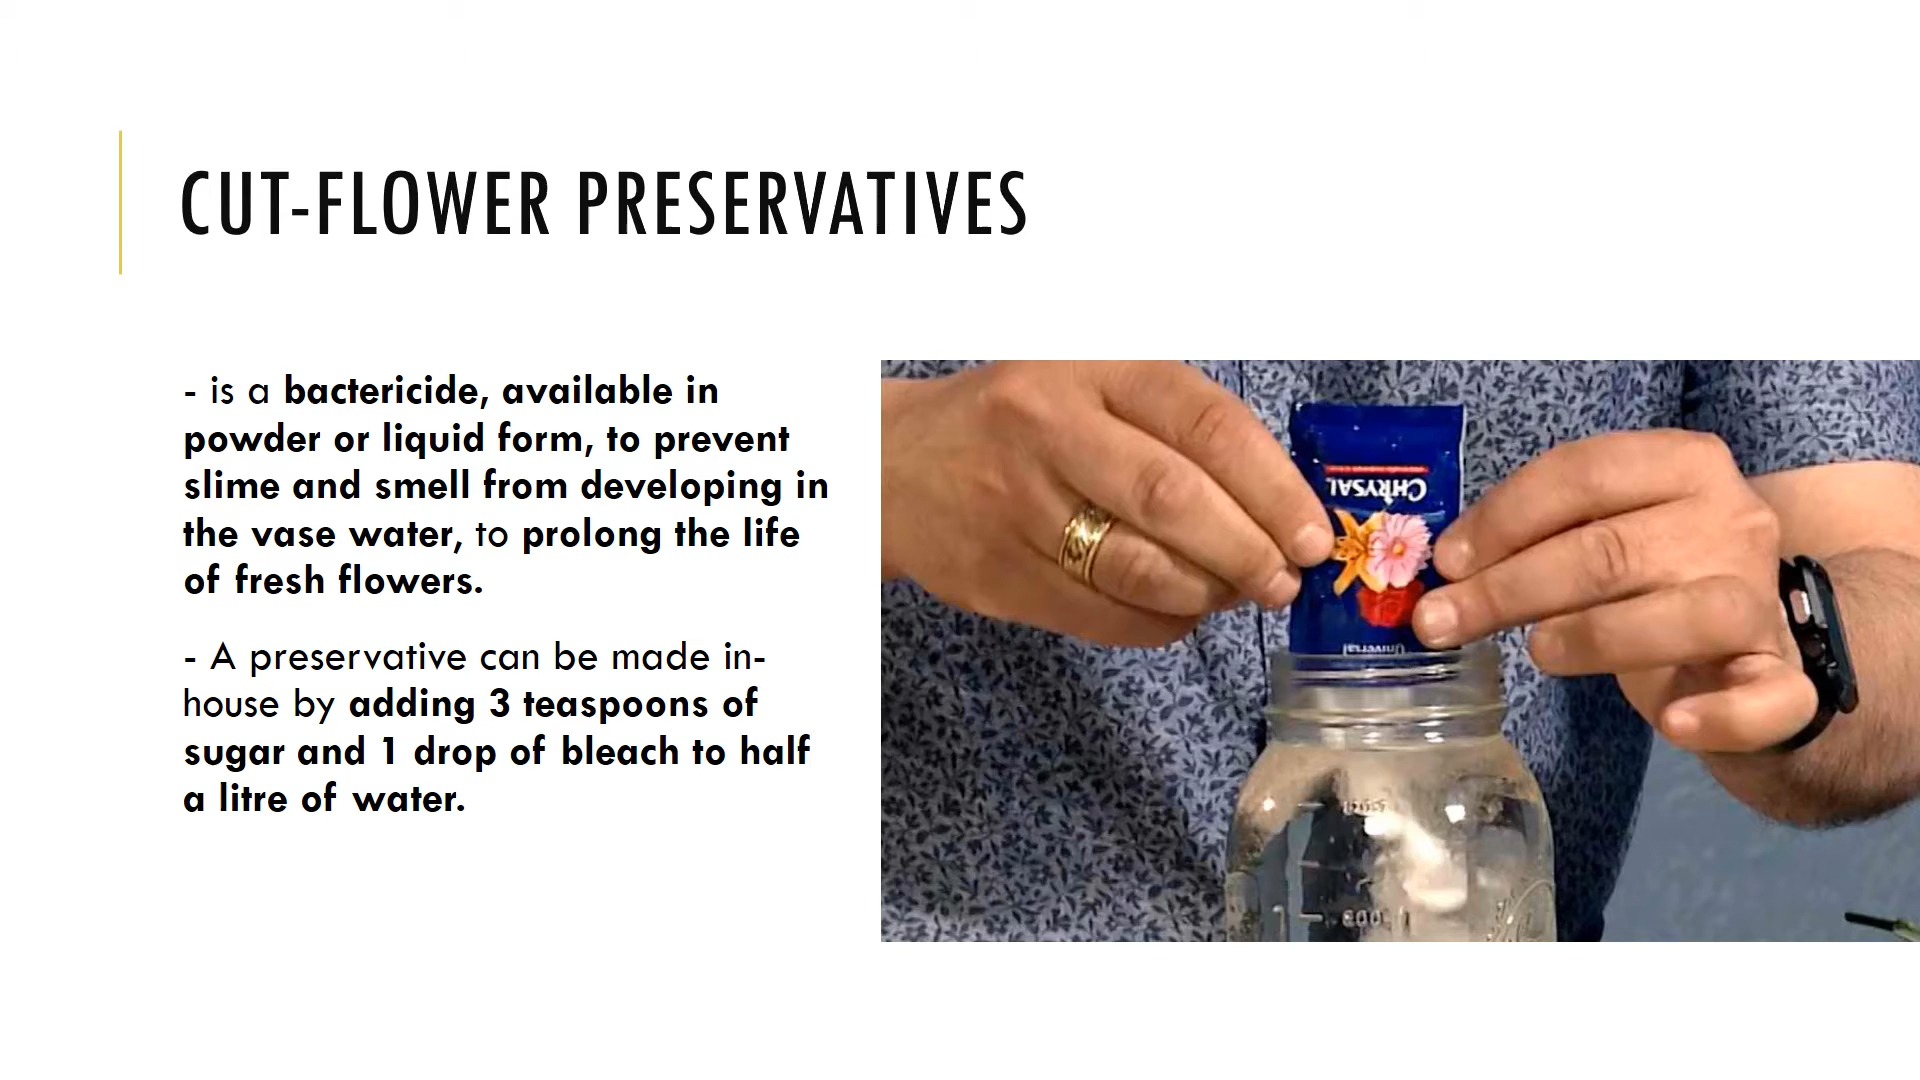 CUT-FLOWER PRESERVATIVES
- is a bactericide, available in
powder or liquid form, to prevent
slime and smell from developing in
the vase water, to prolong the life
of fresh flowers.
- A preservative can be made in-
house by adding 3 teaspoons of
sugar and 1 drop of bleach to half
a litre of water.
CHRYSAL
Universal